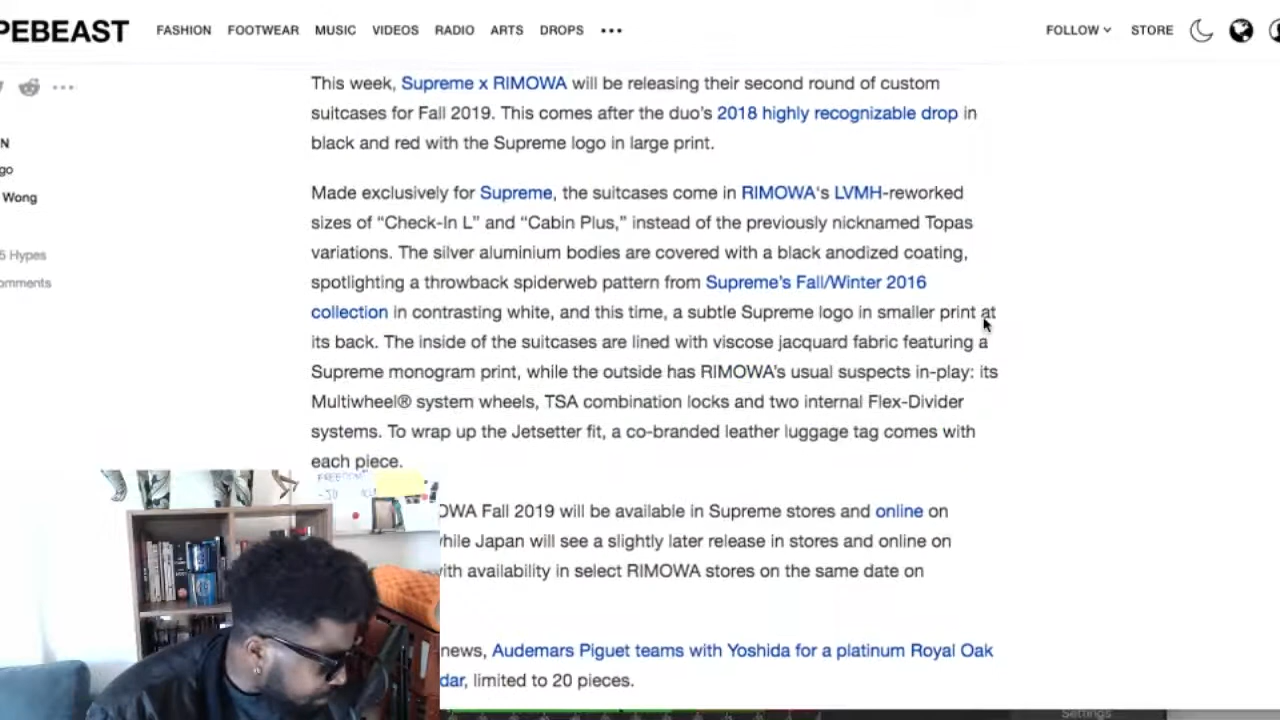 PEBEAST
FASHION FOOTWEAR MUSIC VIDEOS RADIO ARTS DROPS •••
FOLLOW STORE
This week, Supreme x RIMOWA will be releasing their second round of custom
suitcases for Fall 2019. This comes after the duo’s 2018 highly recognizable drop in
black and red with the Supreme logo in large print.
N
go
Wong
5 Hypes
omments
Made exclusively for Supreme, the suitcases come in RIMOWA‘s LVMH-reworked
sizes of “Check-In L” and “Cabin Plus,” instead of the previously nicknamed Topas
variations. The silver aluminium bodies are covered with a black anodized coating,
spotlighting a throwback spiderweb pattern from Supreme’s Fall/Winter 2016
collection in contrasting white, and this time, a subtle Supreme logo in smaller print at
its back. The inside of the suitcases are lined with viscose jacquard fabric featuring a
Supreme monogram print, while the outside has RIMOWA’s usual suspects in-play: its
Multiwheel® system wheels, TSA combination locks and two internal Flex-Divider
systems. To wrap up the Jetsetter fit, a co-branded leather luggage tag comes with
each piece.
OWA Fall 2019 will be available in Supreme stores and online on
while Japan will see a slightly later release in stores and online on
with availability in select RIMOWA stores on the same date on
news, Audemars Piguet teams with Yoshida for a platinum Royal Oak
dar, limited to 20 pieces.
FREEDOM
Settings